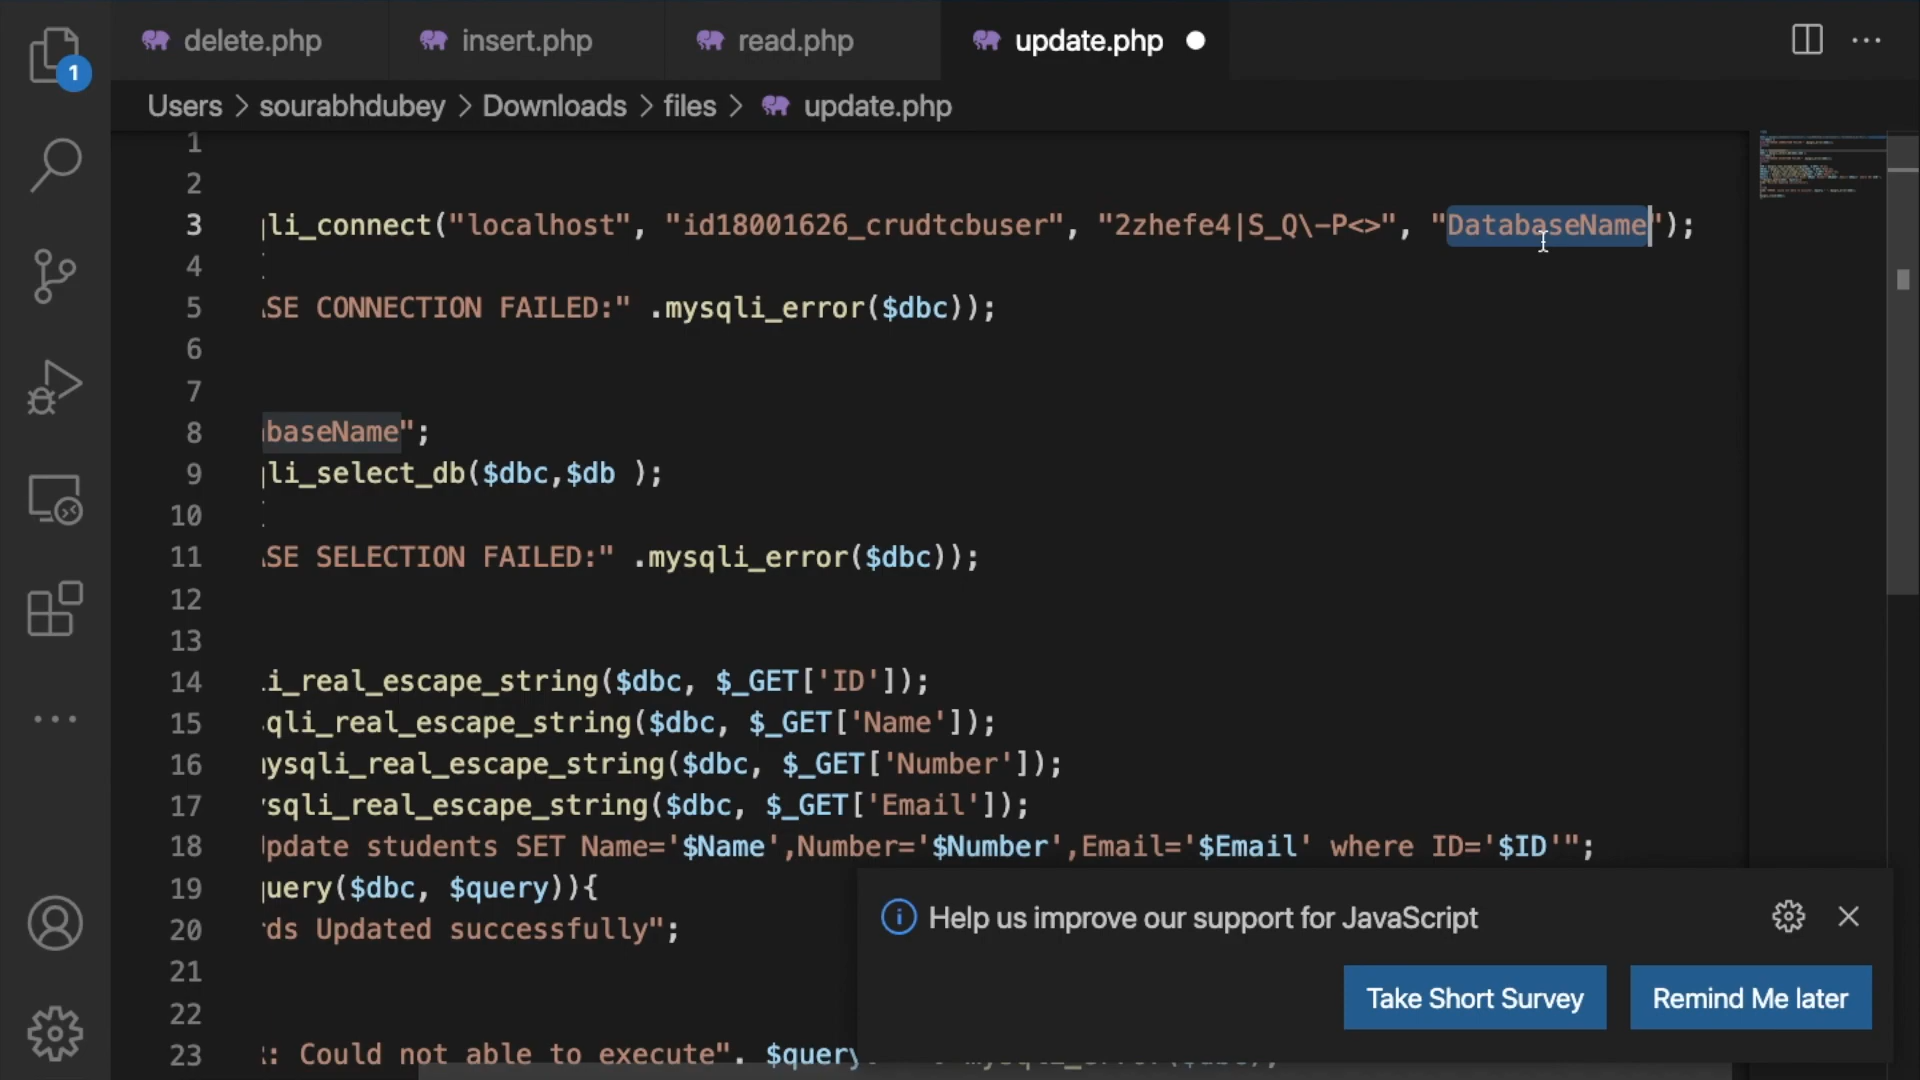 delete.php
insert.php
read.php
update.php
1
Users > sourabhdubey > Downloads > files > update.php
1
2
3 li_connect("localhost", "id18001626_crudtcbuser", "2zhefe4|S_Q\-P<>", "DatabaseName");
4
5 SE CONNECTION FAILED:" .mysqli_error($dbc));
6
7
8 baseName";
9 li_select_db($dbc,$db );
10
11 SE SELECTION FAILED:" .mysqli_error($dbc));
12
13
14 i_real_escape_string($dbc, $_GET['ID']);
15 qli_real_escape_string($dbc, $_GET['Name']);
16 ysqli_real_escape_string($dbc, $_GET['Number']);
17 sqli_real_escape_string($dbc, $_GET['Email']);
18 pdate students SET Name='$Name',Number='$Number',Email='$Email' where ID='$ID'";
19 uery($dbc, $query)){
20 ds Updated successfully";
21
22
23 : Could not able to execute". $query
Help us improve our support for JavaScript
Take Short Survey
Remind Me later